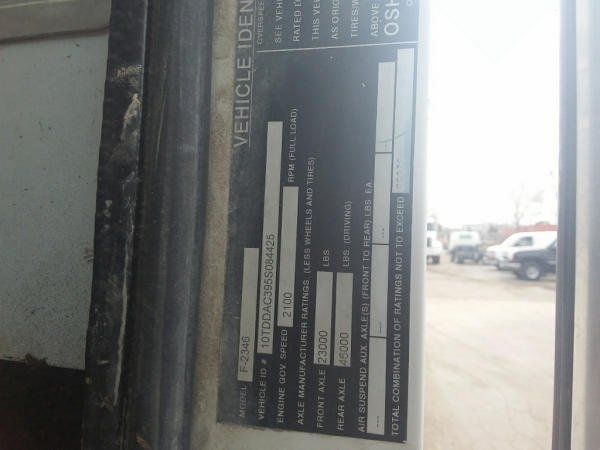 VEHICLE IDEN
OVERSPEE
SEE VEHI
RATED LO
THIS VEH
AS ORIG
TIRES/W
ABOVE
OSH
MODEL F-2346
VEHICLE ID # 10TDDAC395S084425
ENGINE GOV. SPEED 2100 RPM (FULL LOAD)
AXLE MANUFACTURER RATINGS (LESS WHEELS AND TIRES)
FRONT AXLE 23000 LBS
REAR AXLE 46000 LBS. (DRIVING)
AIR SUSPEND AUX. AXLE(S) (FRONT TO REAR) LBS. EA.
--- --- ---
TOTAL COMBINATION OF RATINGS NOT TO EXCEED